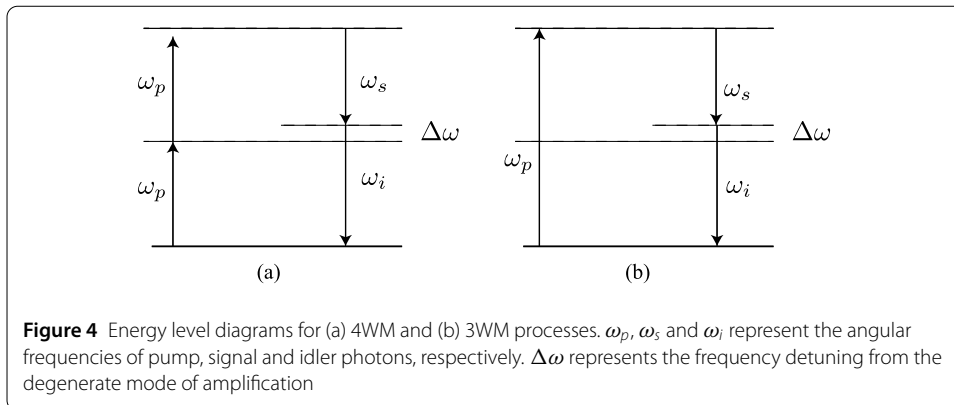 ωp
ωs
Δω
ωp
ωi
(a)
ωs
Δω
ωp
ωi
(b)
Figure 4 Energy level diagrams for (a) 4WM and (b) 3WM processes. ωp, ωs and ωi represent the angular
frequencies of pump, signal and idler photons, respectively. Δω represents the frequency detuning from the
degenerate mode of amplification